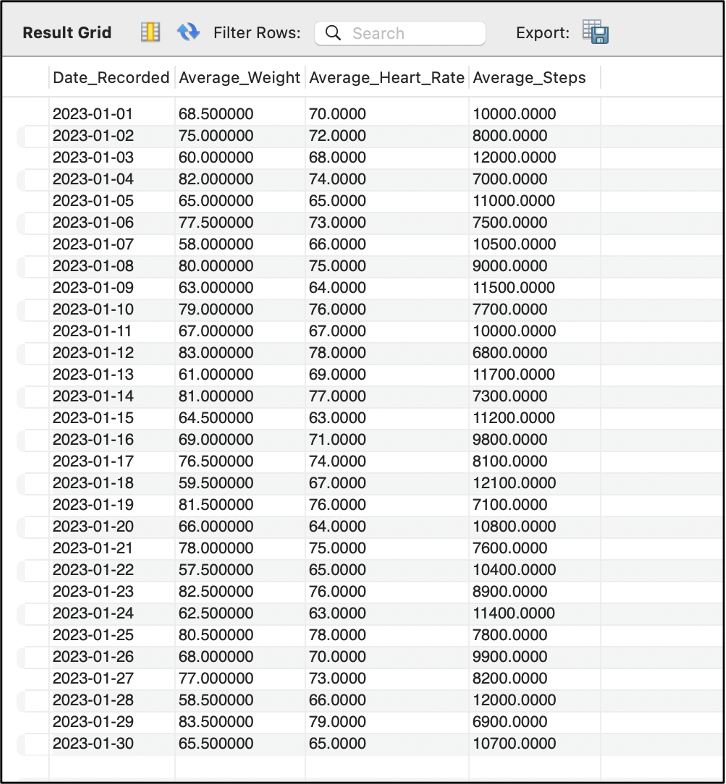 Result Grid Filter Rows: Search Export:
Date_Recorded Average_Weight Average_Heart_Rate Average_Steps
2023-01-01 68.500000 70.0000 10000.0000
2023-01-02 75.000000 72.0000 8000.0000
2023-01-03 60.000000 68.0000 12000.0000
2023-01-04 82.000000 74.0000 7000.0000
2023-01-05 65.000000 65.0000 11000.0000
2023-01-06 77.500000 73.0000 7500.0000
2023-01-07 58.000000 66.0000 10500.0000
2023-01-08 80.000000 75.0000 9000.0000
2023-01-09 63.000000 64.0000 11500.0000
2023-01-10 79.000000 76.0000 7700.0000
2023-01-11 67.000000 67.0000 10000.0000
2023-01-12 83.000000 78.0000 6800.0000
2023-01-13 61.000000 69.0000 11700.0000
2023-01-14 81.000000 77.0000 7300.0000
2023-01-15 64.500000 63.0000 11200.0000
2023-01-16 69.000000 71.0000 9800.0000
2023-01-17 76.500000 74.0000 8100.0000
2023-01-18 59.500000 67.0000 12100.0000
2023-01-19 81.500000 76.0000 7100.0000
2023-01-20 66.000000 64.0000 10800.0000
2023-01-21 78.000000 75.0000 7600.0000
2023-01-22 57.500000 65.0000 10400.0000
2023-01-23 82.500000 76.0000 8900.0000
2023-01-24 62.500000 63.0000 11400.0000
2023-01-25 80.500000 78.0000 7800.0000
2023-01-26 68.000000 70.0000 9900.0000
2023-01-27 77.000000 73.0000 8200.0000
2023-01-28 58.500000 66.0000 12000.0000
2023-01-29 83.500000 79.0000 6900.0000
2023-01-30 65.500000 65.0000 10700.0000